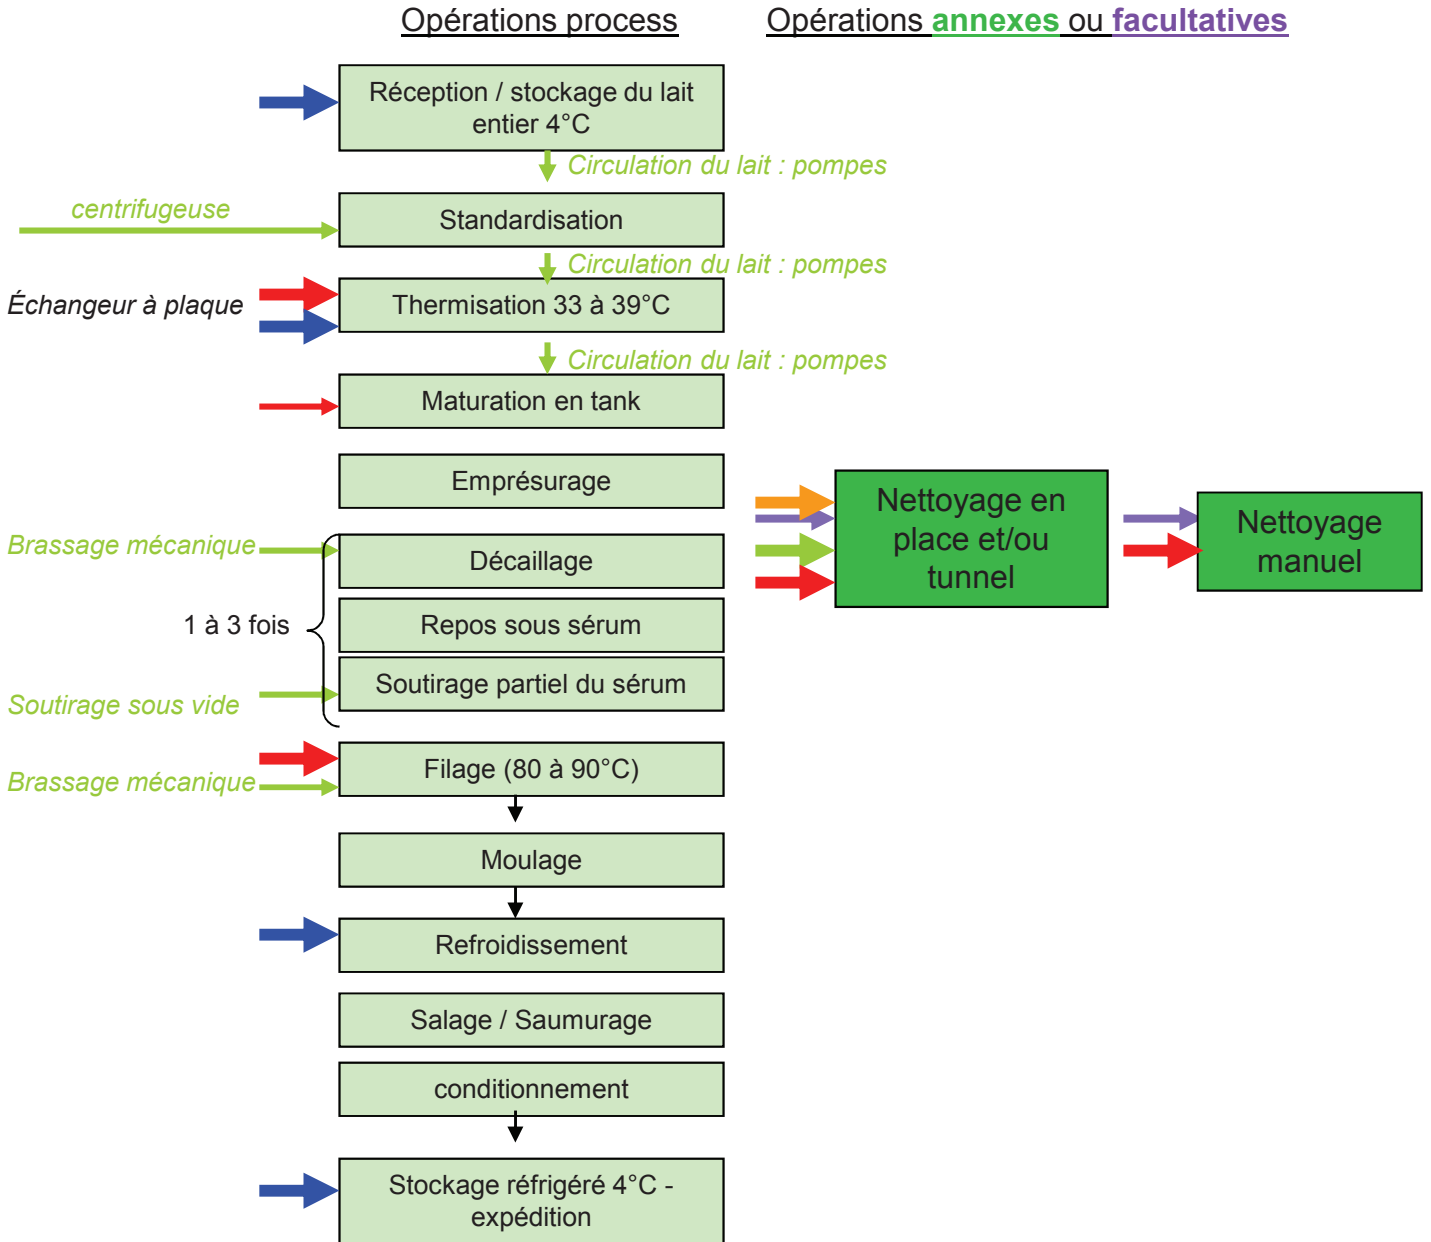 Opérations process
Opérations annexes ou facultatives
Réception / stockage du lait
entier 4°C
Circulation du lait : pompes
centrifugeuse
Standardisation
Circulation du lait : pompes
Échangeur à plaque
Thermisation 33 à 39°C
Circulation du lait : pompes
Maturation en tank
Emprésurage
Nettoyage en
place et/ou
tunnel
Nettoyage
manuel
Brassage mécanique
Décaillage
1 à 3 fois
Repos sous sérum
Soutirage partiel du sérum
Soutirage sous vide
Filage (80 à 90°C)
Brassage mécanique
Moulage
Refroidissement
Salage / Saumurage
conditionnement
Stockage réfrigéré 4°C -
expédition